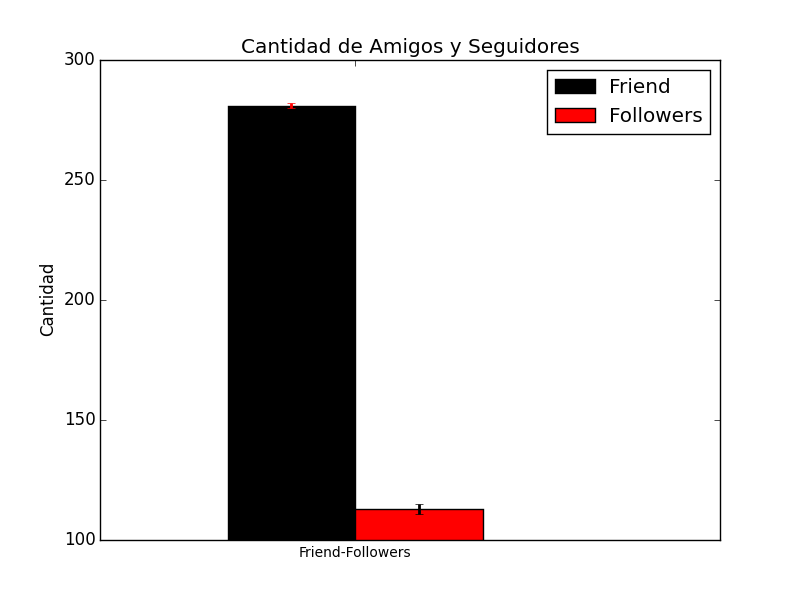 Cantidad de Amigos y Seguidores
300
250
200
150
100
Cantidad
Friend
Followers
Friend-Followers